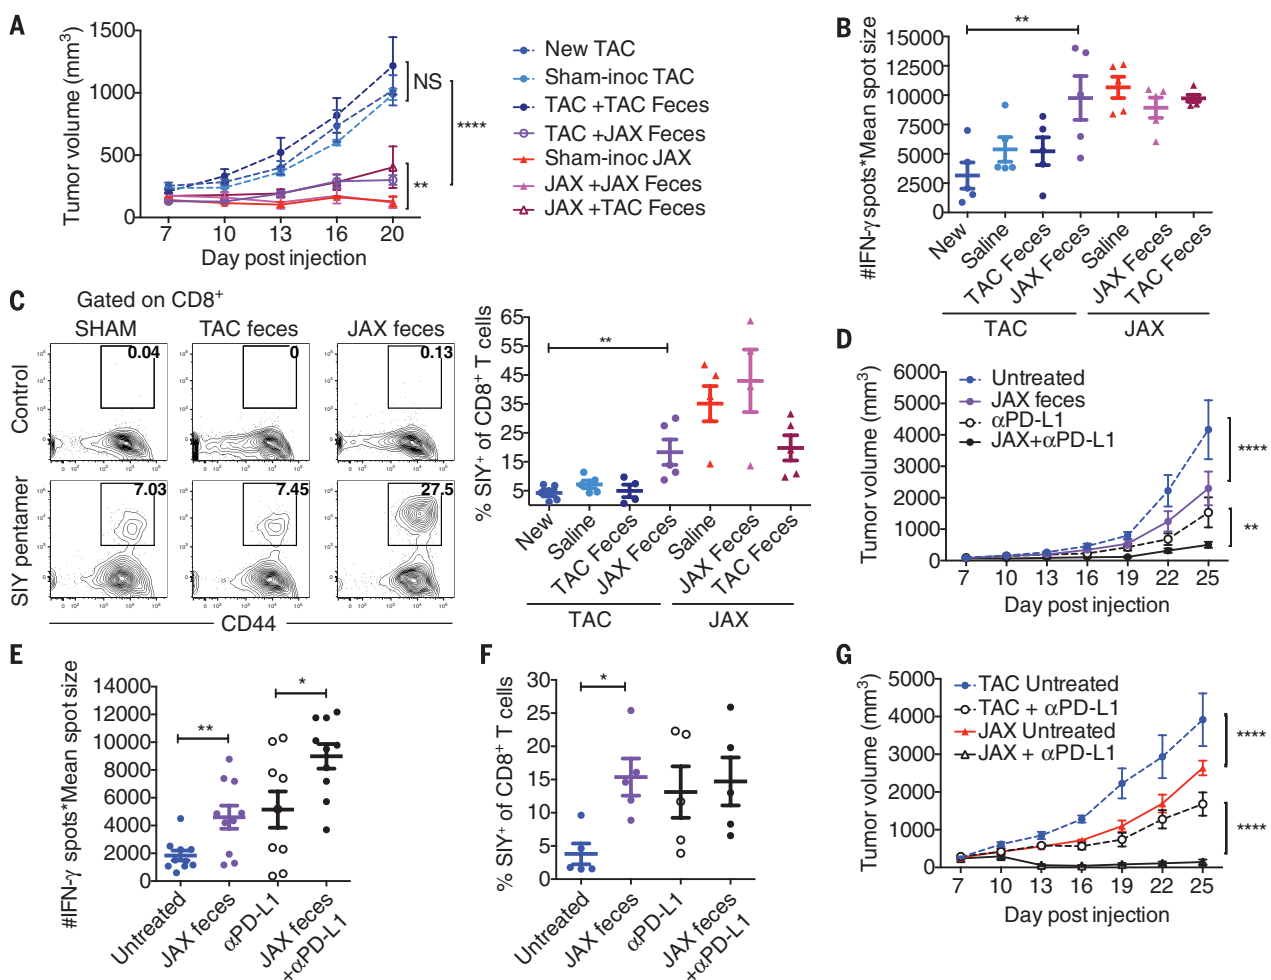 A
Tumor volume (mm³)
1500
1000
500
0
7 10 13 16 20
Day post injection
NS
****
**
New TAC
Sham-inoc TAC
TAC +TAC Feces
TAC +JAX Feces
Sham-inoc JAX
JAX +JAX Feces
JAX +TAC Feces
B
#IFN-γ spots*Mean spot size
15000
12500
10000
7500
5000
2500
0
**
New
Saline
TAC Feces
JAX Feces
Saline
JAX Feces
TAC Feces
TAC JAX
C
Gated on CD8⁺
SHAM TAC feces JAX feces
Control
0.04 0 0.13
SIY pentamer
7.03 7.45 27.5
CD44
% SIY⁺ of CD8⁺ T cells
65
55
45
35
25
15
5
**
New
Saline
TAC Feces
JAX Feces
Saline
JAX Feces
TAC Feces
TAC JAX
D
Tumor volume (mm³)
6000
5000
4000
3000
2000
1000
0
7 10 13 16 19 22 25
Day post injection
Untreated
JAX feces
αPD-L1
JAX+αPD-L1
****
**
E
#IFN-γ spots*Mean spot size
14000
12000
10000
8000
6000
4000
2000
0
**
*
Untreated
JAX feces
αPD-L1
JAX feces
+αPD-L1
F
% SIY⁺ of CD8⁺ T cells
30
25
20
15
10
5
0
*
Untreated
JAX feces
αPD-L1
JAX feces
+αPD-L1
G
Tumor volume (mm³)
5000
4000
3000
2000
1000
0
7 10 13 16 19 22 25
Day post injection
TAC Untreated
TAC + αPD-L1
JAX Untreated
JAX + αPD-L1
****
****